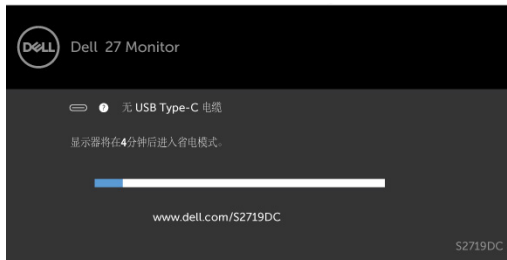 DELL Dell 27 Monitor
? 无 USB Type-C 电缆
显示器将在4分钟后进入省电模式。
www.dell.com/S2719DC
S2719DC